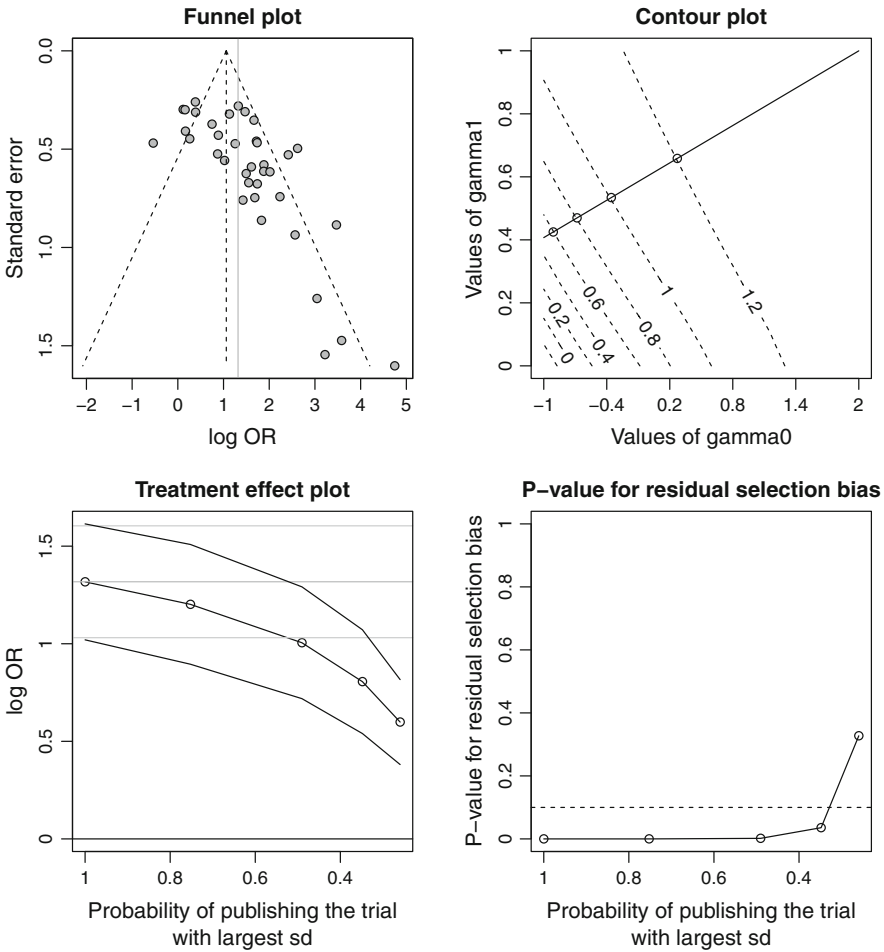 Funnel plot
Standard error
0.0
0.5
1.0
1.5
−2 −1 0 1 2 3 4 5
log OR
Contour plot
Values of gamma1
1
0.8
0.6
0.4
0.2
0
0
0.2
0.4
0.6
0.8
1
1.2
−1 −0.4 0.2 0.8 1.4 2
Values of gamma0
Treatment effect plot
log OR
1.5
1
0.5
0
1 0.8 0.6 0.4
Probability of publishing the trial
with largest sd
P−value for residual selection bias
P−value for residual selection bias
1
0.8
0.6
0.4
0.2
0
1 0.8 0.6 0.4
Probability of publishing the trial
with largest sd